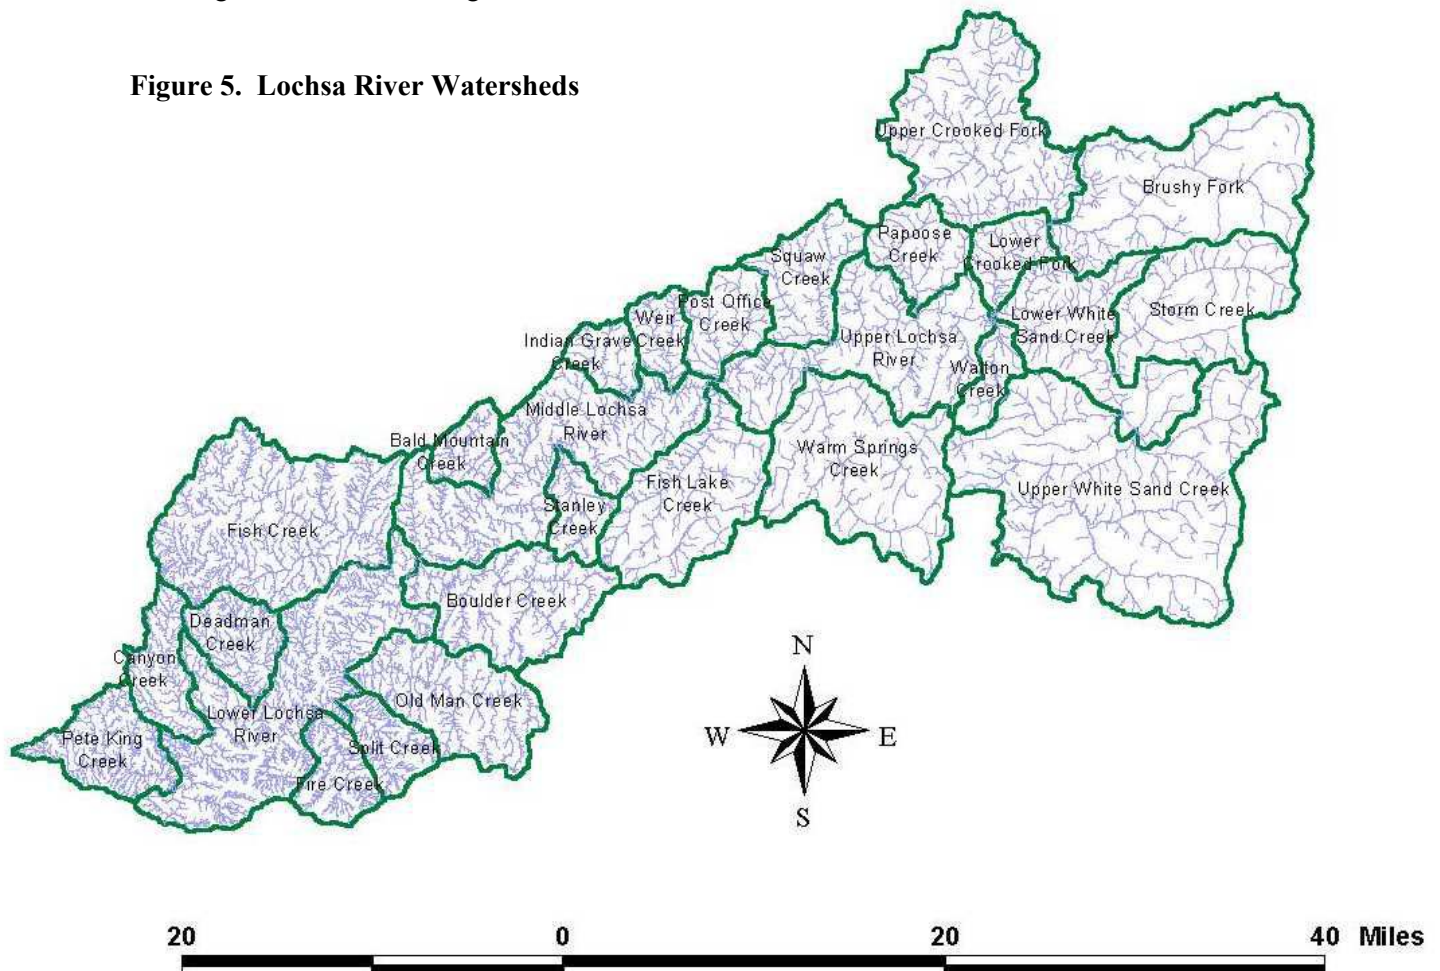 Figure 5.  Lochsa River Watersheds
Upper Crooked Fork
Brushy Fork
Papoose
Creek
Lower
Crooked Fork
Squaw
Creek
Storm Creek
Post Office
Creek
Lower White
Sand Creek
Weir
Creek
Indian Grave
Creek
Upper Lochsa
River
Walton
Creek
Middle Lochsa
River
Bald Mountain
Creek
Warm Springs
Creek
Fish Lake
Creek
Upper White Sand Creek
Stanley
Creek
Fish Creek
Boulder Creek
Deadman
Creek
Canyon
Creek
Old Man Creek
Lower Lochsa
River
Pete King
Creek
Split Creek
Fire Creek
N
W
E
S
20 0 20 40 Miles